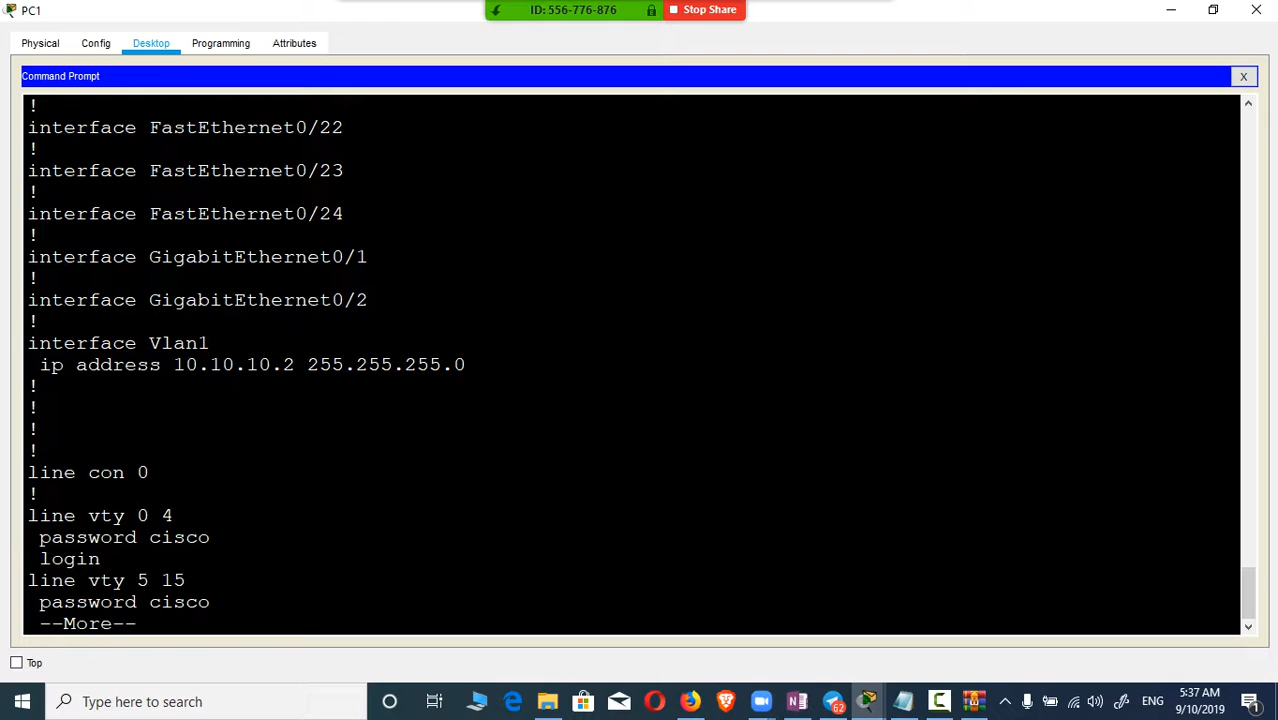 PC1
ID: 556-776-876
Stop Share
Physical
Config
Desktop
Programming
Attributes
Command Prompt
X
!
interface FastEthernet0/22
!
interface FastEthernet0/23
!
interface FastEthernet0/24
!
interface GigabitEthernet0/1
!
interface GigabitEthernet0/2
!
interface Vlan1
ip address 10.10.10.2 255.255.255.0
!
!
!
!
line con 0
!
line vty 0 4
password cisco
login
line vty 5 15
password cisco
--More--
Top
Type here to search
62
ENG
5:37 AM
9/10/2019
1